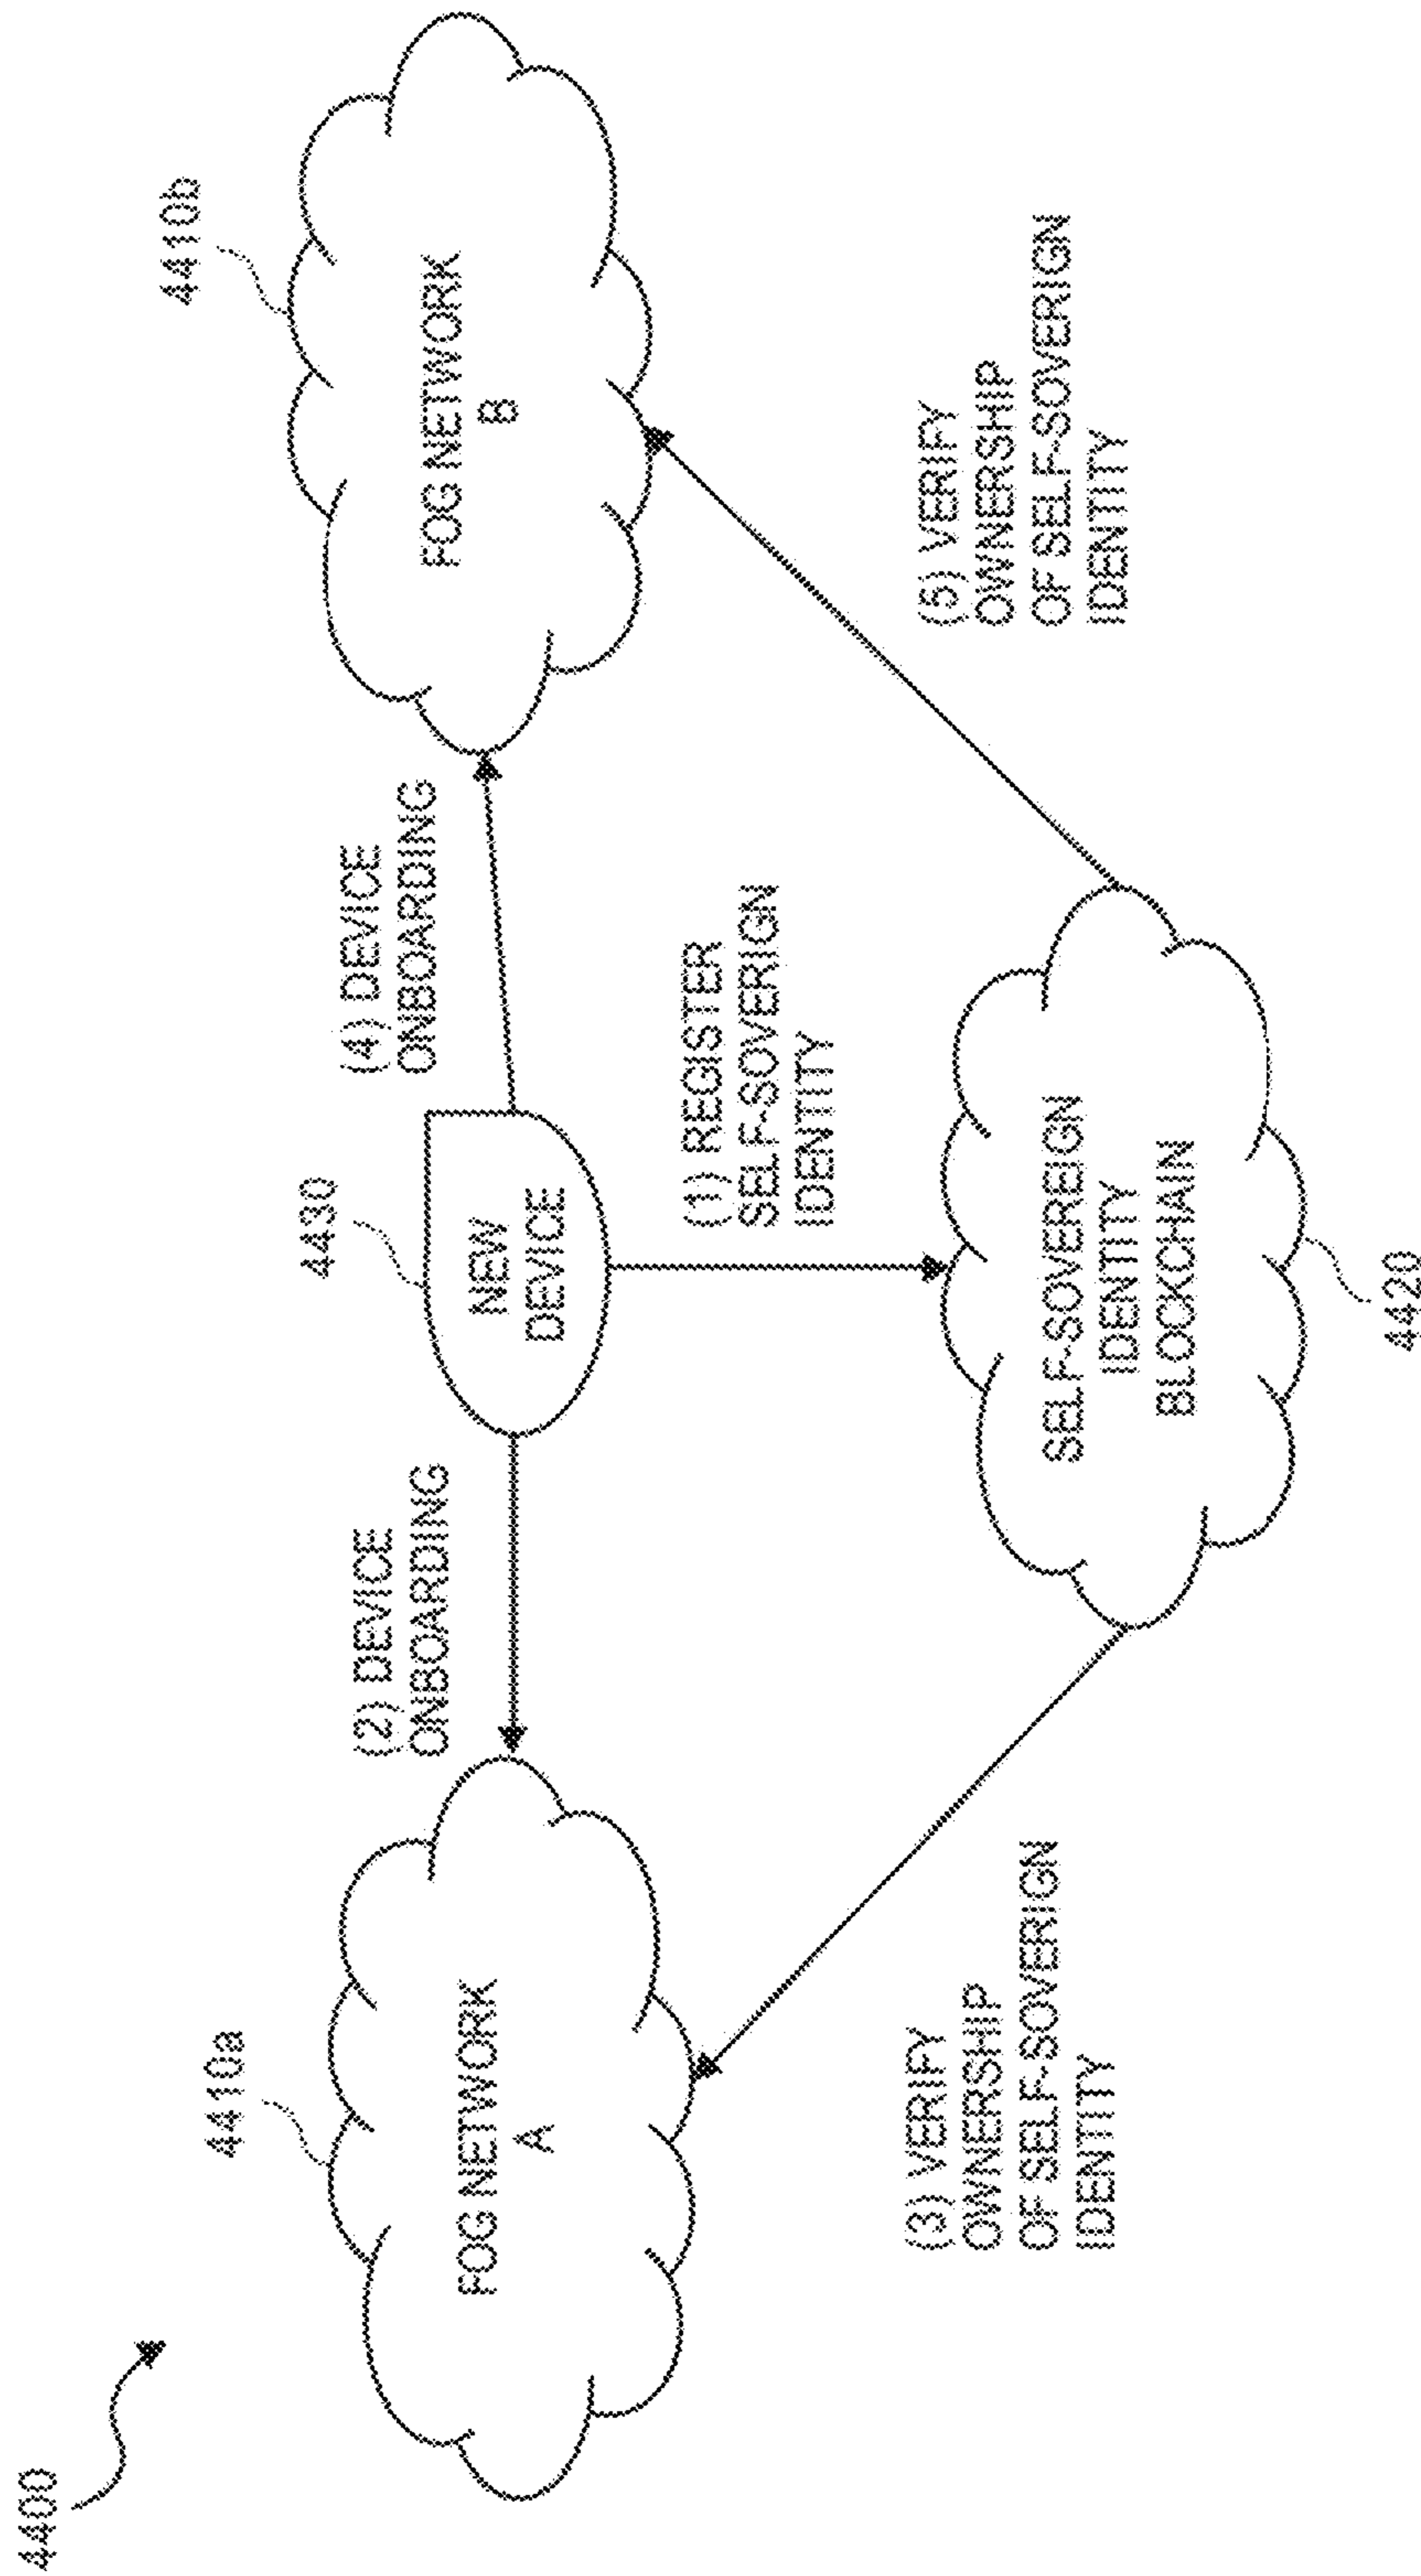 4400
4410a
FOG NETWORK
A
(2) DEVICE
ONBOARDING
4430
NEW
DEVICE
(4) DEVICE
ONBOARDING
4410b
FOG NETWORK
B
(1) REGISTER
SELF-SOVERIGN
IDENTITY
(3) VERIFY
OWNERSHIP
OF SELF-SOVERIGN
IDENTITY
SELF-SOVEREIGN
IDENTITY
BLOCKCHAIN
4420
(5) VERIFY
OWNERSHIP
OF SELF-SOVERIGN
IDENTITY